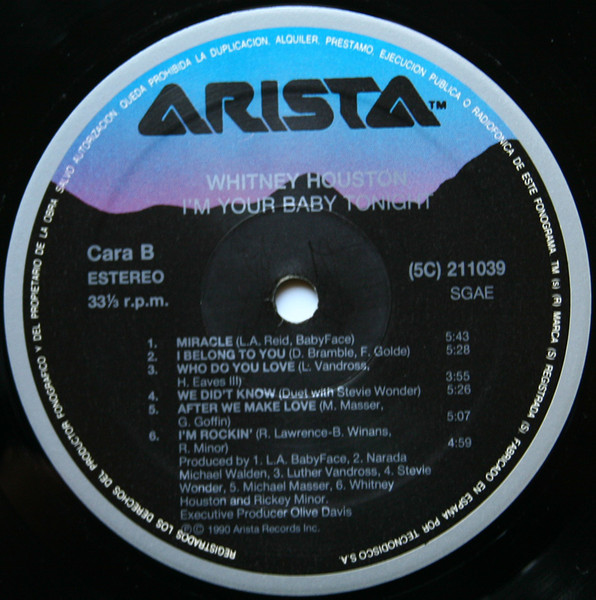 SALVO AUTORIZACION, QUEDA PROHIBIDA LA DUPLICACION, ALQUILER, PRESTAMO, EJECUCION PUBLICA O RADIOFONICA DE ESTE FONOGRAMA TM (S) (R) MARCA (S) REGISTRADA (S) FABRICADO EN ESPAÑA POR TECNODISCO S.A.
REGISTRADOS LOS DERECHOS DEL PRODUCTOR FONOGRAFICO Y DEL PROPIETARIO DE LA OBRA
ARISTA™
WHITNEY HOUSTON
I'M YOUR BABY TONIGHT
Cara B
ESTEREO
33⅓ r.p.m.
(5C) 211039
SGAE
1. MIRACLE (L.A. Reid, BabyFace) 5:43
2. I BELONG TO YOU (D. Bramble, F. Golde) 5:28
3. WHO DO YOU LOVE (L. Vandross,
H. Eaves III) 3:55
4. WE DID'T KNOW (Duet with Stevie Wonder) 5:26
5. AFTER WE MAKE LOVE (M. Masser,
G. Goffin) 5:07
6. I'M ROCKIN' (R. Lawrence-B. Winans,
R. Minor) 4:59
Produced by 1. L.A. BabyFace, 2. Narada
Michael Walden, 3. Luther Vandross, 4. Stevie
Wonder, 5. Michael Masser, 6. Whitney
Houston and Rickey Minor.
Executive Producer Olive Davis
℗© 1990 Arista Records Inc.